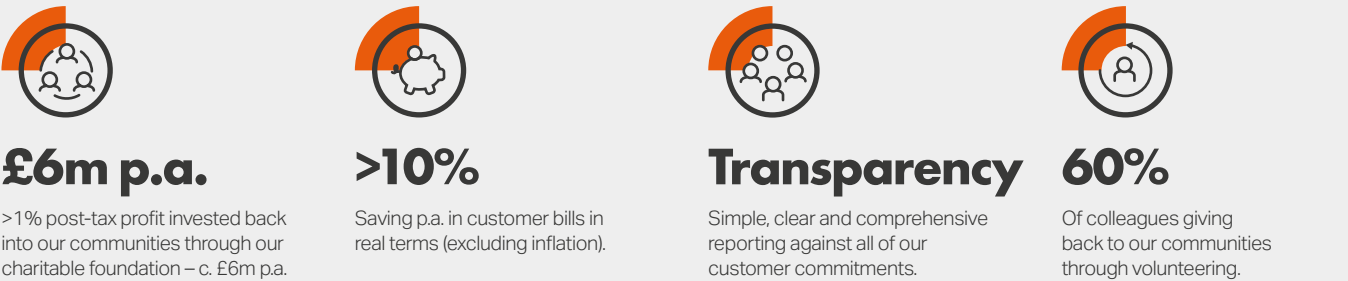 £6m p.a.
>1% post-tax profit invested back
into our communities through our
charitable foundation – c. £6m p.a.
>10%
Saving p.a. in customer bills in
real terms (excluding inflation).
Transparency
Simple, clear and comprehensive
reporting against all of our
customer commitments.
60%
Of colleagues giving
back to our communities
through volunteering.